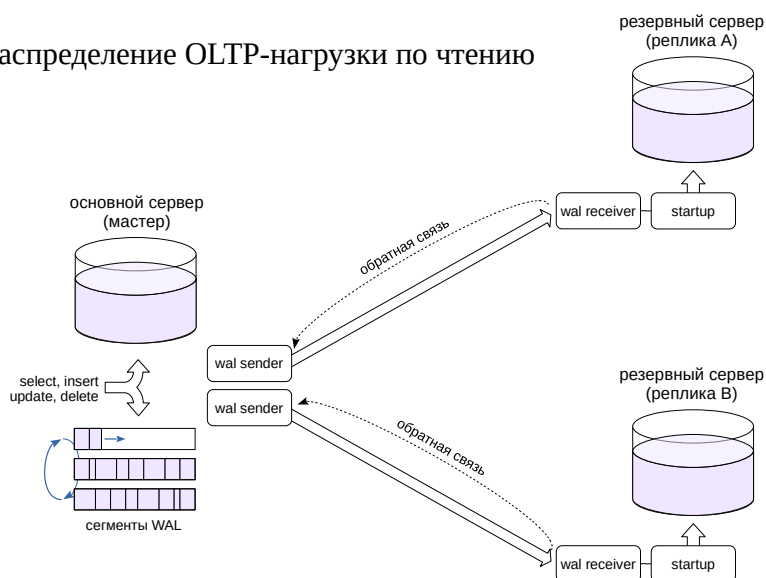 аспределение OLTP-нагрузки по чтению
резервный сервер
(реплика A)
основной сервер
(мастер)
wal receiver
startup
обратная связь
wal sender
select, insert
update, delete
wal sender
резервный сервер
(реплика B)
обратная связь
сегменты WAL
wal receiver
startup